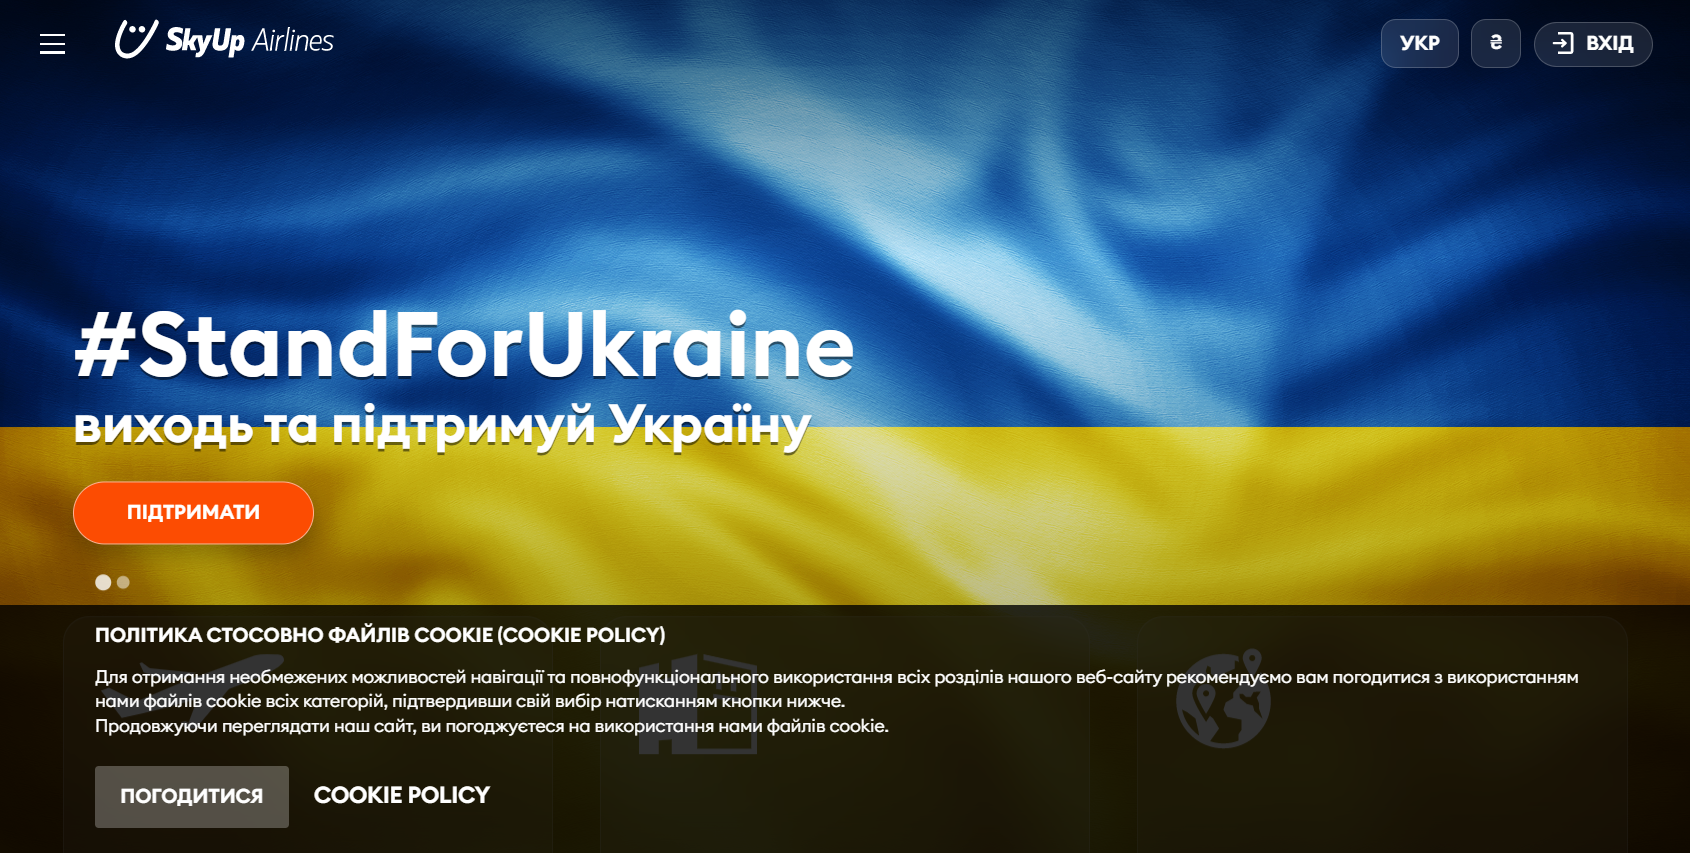 SkyUp Airlines
УКР
₴
ВХІД
#StandForUkraine
виходь та підтримуй Україну
ПІДТРИМАТИ
ПОЛІТИКА СТОСОВНО ФАЙЛІВ COOKIE (COOKIE POLICY)
Для отримання необмежених можливостей навігації та повнофункціонального використання всіх розділів нашого веб-сайту рекомендуємо вам погодитися з використанням
нами файлів cookie всіх категорій, підтвердивши свій вибір натисканням кнопки нижче.
Продовжуючи переглядати наш сайт, ви погоджуєтеся на використання нами файлів cookie.
ПОГОДИТИСЯ
COOKIE POLICY